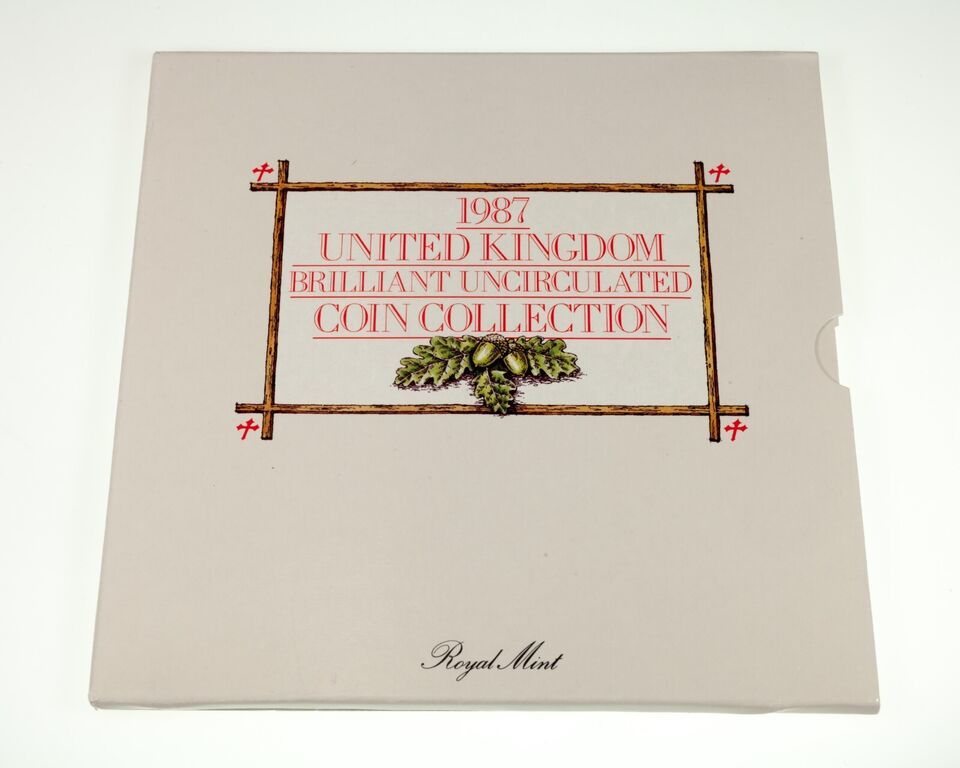 1987
UNITED KINGDOM
BRILLIANT UNCIRCULATED
COIN COLLECTION
Royal Mint